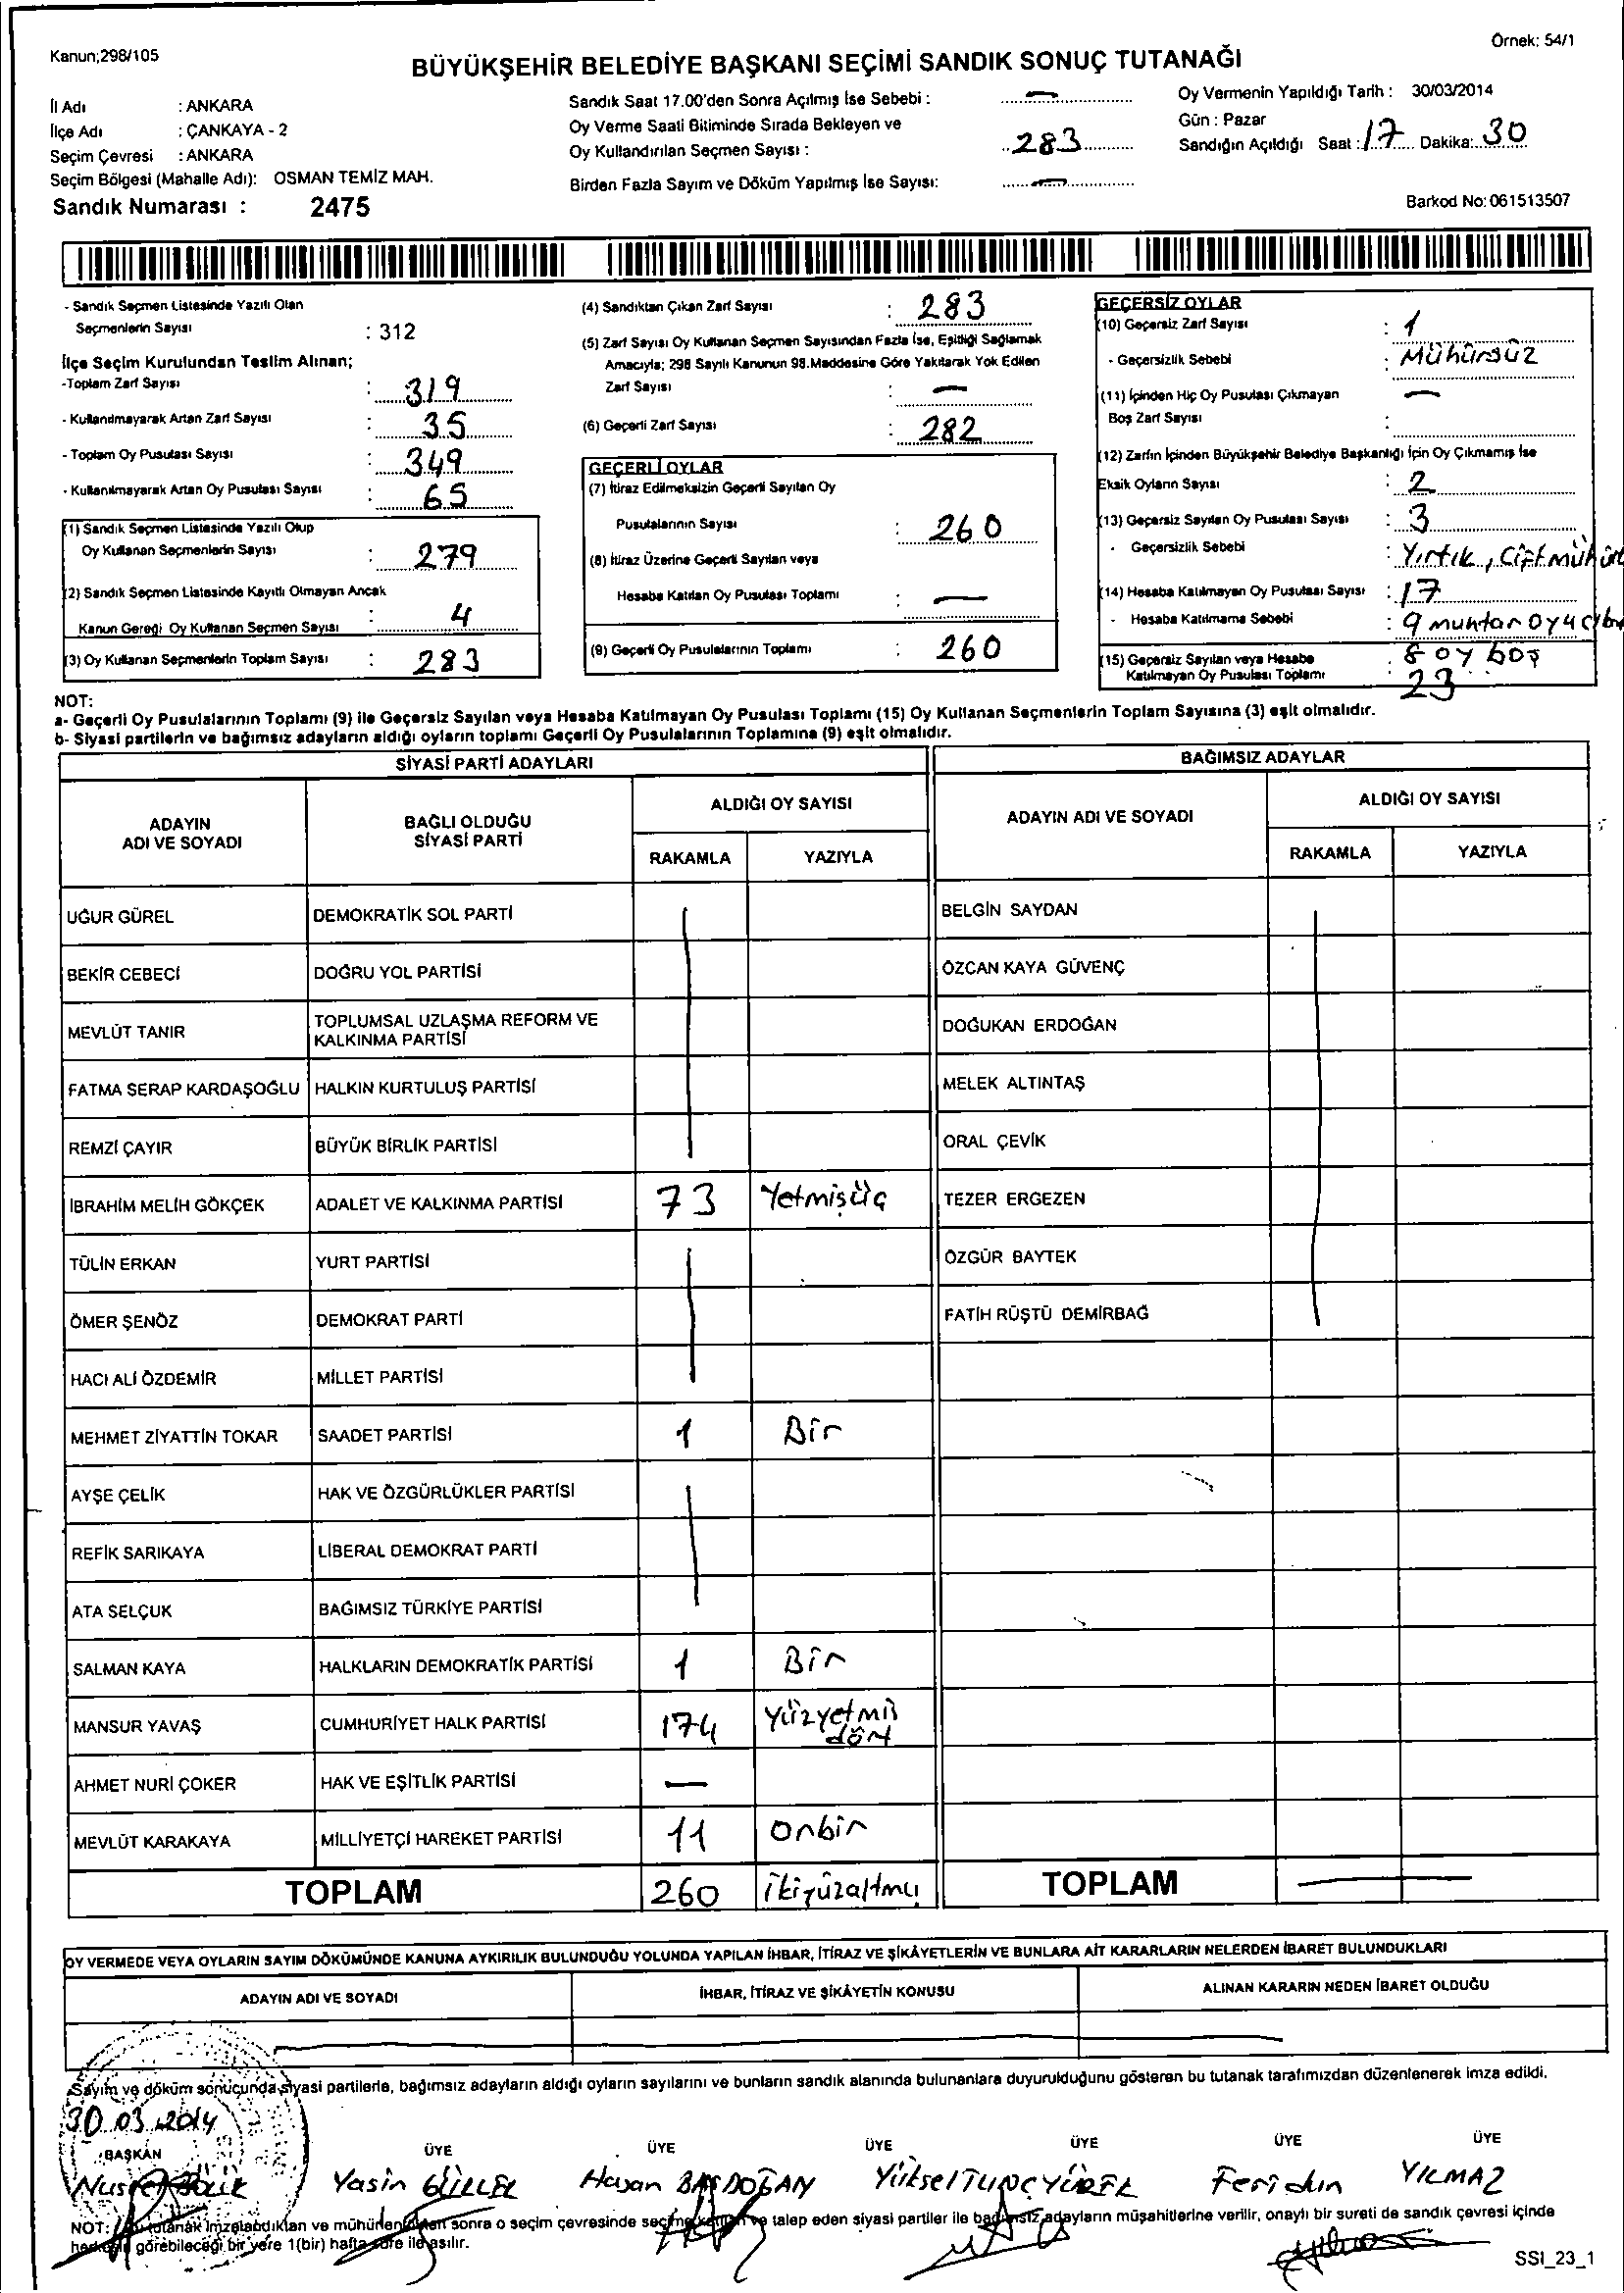 Kanun;298/105
Örnek: 54/1
BÜYÜKŞEHİR BELEDİYE BAŞKANI SEÇİMİ SANDIK SONUÇ TUTANAĞI
İl Adı : ANKARA
İlçe Adı : ÇANKAYA - 2
Seçim Çevresi : ANKARA
Seçim Bölgesi (Mahalle Adı): OSMAN TEMİZ MAH.
Sandık Numarası : 2475
Sandık Saat 17.00'den Sonra Açılmış İse Sebebi : —
Oy Verme Saati Bitiminde Sırada Bekleyen ve
Oy Kullandırılan Seçmen Sayısı : 283
Birden Fazla Sayım ve Döküm Yapılmış İse Sayısı: —
Oy Vermenin Yapıldığı Tarih : 30/03/2014
Gün : Pazar
Sandığın Açıldığı Saat : 17 Dakika: 30
Barkod No: 061513507
- Sandık Seçmen Listesinde Yazılı Olan
Seçmenlerin Sayısı : 312
İlçe Seçim Kurulundan Teslim Alınan;
-Toplam Zarf Sayısı : 319
- Kullanılmayarak Artan Zarf Sayısı : 35
- Toplam Oy Pusulası Sayısı : 349
- Kullanılmayarak Artan Oy Pusulası Sayısı : 65
(1) Sandık Seçmen Listesinde Yazılı Olup
Oy Kullanan Seçmenlerin Sayısı : 279
(2) Sandık Seçmen Listesinde Kayıtlı Olmayan Ancak
Kanun Gereği Oy Kullanan Seçmen Sayısı : 4
(3) Oy Kullanan Seçmenlerin Toplam Sayısı : 283
(4) Sandıktan Çıkan Zarf Sayısı : 283
(5) Zarf Sayısı Oy Kullanan Seçmen Sayısından Fazla İse, Eşitliği Sağlamak
Amacıyla; 298 Sayılı Kanunun 98.Maddesine Göre Yakılarak Yok Edilen
Zarf Sayısı : —
(6) Geçerli Zarf Sayısı : 282
GEÇERLİ OYLAR
(7) İtiraz Edilmeksizin Geçerli Sayılan Oy
Pusulalarının Sayısı : 260
(8) İtiraz Üzerine Geçerli Sayılan veya
Hesaba Katılan Oy Pusulası Toplamı : —
(9) Geçerli Oy Pusulalarının Toplamı : 260
GEÇERSİZ OYLAR
(10) Geçersiz Zarf Sayısı : 1
- Geçersizlik Sebebi : Mühürsüz
(11) İçinden Hiç Oy Pusulası Çıkmayan —
Boş Zarf Sayısı :
(12) Zarfın İçinden Büyükşehir Belediye Başkanlığı İçin Oy Çıkmamış İse
Eksik Oyların Sayısı : 2
(13) Geçersiz Sayılan Oy Pusulası Sayısı : 3
- Geçersizlik Sebebi : Yırtık, Çift mühür
(14) Hesaba Katılmayan Oy Pusulası Sayısı : 17
- Hesaba Katılmama Sebebi : 9 muhtar oyu
8 oy boş
(15) Geçersiz Sayılan veya Hesaba
Katılmayan Oy Pusulası Toplamı : 23
NOT:
a- Geçerli Oy Pusulalarının Toplamı (9) ile Geçersiz Sayılan veya Hesaba Katılmayan Oy Pusulası Toplamı (15) Oy Kullanan Seçmenlerin Toplam Sayısına (3) eşit olmalıdır.
b- Siyasi partilerin ve bağımsız adayların aldığı oyların toplamı Geçerli Oy Pusulalarının Toplamına (9) eşit olmalıdır.
SİYASİ PARTİ ADAYLARI
ADAYIN ADI VE SOYADI BAĞLI OLDUĞU SİYASİ PARTİ ALDIĞI OY SAYISI
RAKAMLA YAZIYLA
UĞUR GÜREL DEMOKRATİK SOL PARTİ
BEKİR CEBECİ DOĞRU YOL PARTİSİ
MEVLÜT TANIR TOPLUMSAL UZLAŞMA REFORM VE KALKINMA PARTİSİ
FATMA SERAP KARDAŞOĞLU HALKIN KURTULUŞ PARTİSİ
REMZİ ÇAYIR BÜYÜK BİRLİK PARTİSİ
İBRAHİM MELİH GÖKÇEK ADALET VE KALKINMA PARTİSİ 73 Yetmişüç
TÜLİN ERKAN YURT PARTİSİ
ÖMER ŞENÖZ DEMOKRAT PARTİ
HACI ALİ ÖZDEMİR MİLLET PARTİSİ
MEHMET ZİYATTİN TOKAR SAADET PARTİSİ 1 Bir
AYŞE ÇELİK HAK VE ÖZGÜRLÜKLER PARTİSİ
REFİK SARIKAYA LİBERAL DEMOKRAT PARTİ
ATA SELÇUK BAĞIMSIZ TÜRKİYE PARTİSİ
SALMAN KAYA HALKLARIN DEMOKRATİK PARTİSİ 1 Bir
MANSUR YAVAŞ CUMHURİYET HALK PARTİSİ 174 Yüzyetmiş dört
AHMET NURİ ÇOKER HAK VE EŞİTLİK PARTİSİ —
MEVLÜT KARAKAYA MİLLİYETÇİ HAREKET PARTİSİ 11 Onbir
TOPLAM 260 İkiyüzaltmış
BAĞIMSIZ ADAYLAR
ADAYIN ADI VE SOYADI ALDIĞI OY SAYISI
RAKAMLA YAZIYLA
BELGİN SAYDAN
ÖZCAN KAYA GÜVENÇ
DOĞUKAN ERDOĞAN
MELEK ALTINTAŞ
ORAL ÇEVİK
TEZER ERGEZEN
ÖZGÜR BAYTEK
FATİH RÜŞTÜ DEMİRBAĞ
TOPLAM —
OY VERMEDE VEYA OYLARIN SAYIM DÖKÜMÜNDE KANUNA AYKIRILIK BULUNDUĞU YOLUNDA YAPILAN İHBAR, İTİRAZ VE ŞİKÂYETLERİN VE BUNLARA AİT KARARLARIN NELERDEN İBARET BULUNDUKLARI
ADAYIN ADI VE SOYADI İHBAR, İTİRAZ VE ŞİKÂYETİN KONUSU ALINAN KARARIN NEDEN İBARET OLDUĞU
Sayım ve döküm sonucunda siyasi partilerle, bağımsız adayların aldığı oyların sayılarını ve bunların sandık alanında bulunanlara duyurulduğunu gösteren bu tutanak tarafımızdan düzenlenerek imza edildi.
30.03.2014
BAŞKAN ÜYE ÜYE ÜYE ÜYE ÜYE ÜYE
Yasin GÜLLER Hasan BAŞDOĞAN Yüksel TUNÇYÜREK Feridun YILMAZ
NOT: Bu tutanak imzalandıktan ve mühürlendikten sonra o seçim çevresinde seçime katılan ve talep eden siyasi partiler ile bağımsız adayların müşahitlerine verilir, onaylı bir sureti de sandık çevresi içinde
herkesin görebileceği bir yere 1(bir) hafta süre ile asılır.
SSI_23_1